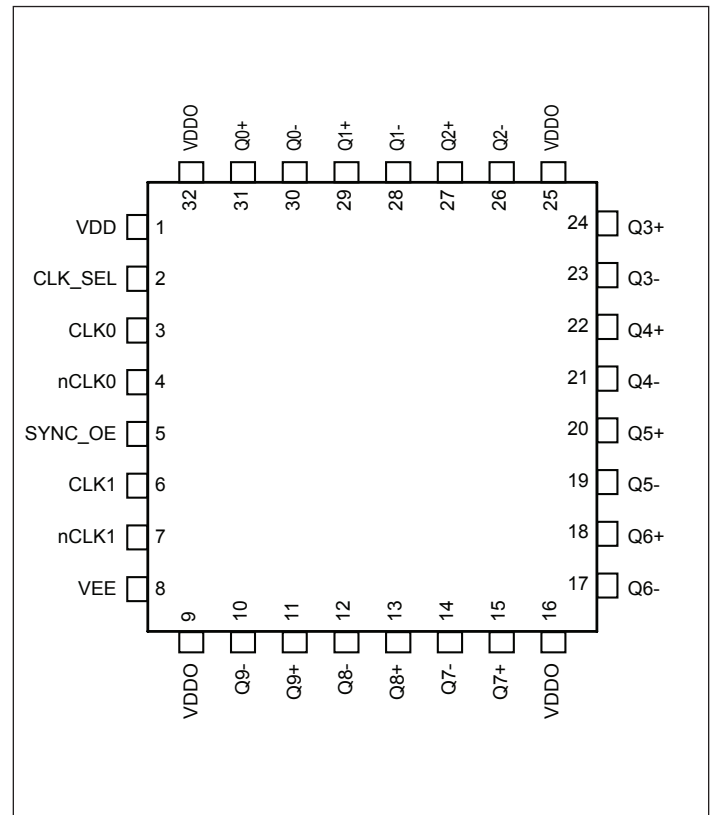 VDDO Q0+ Q0- Q1+ Q1- Q2+ Q2- VDDO
32 31 30 29 28 27 26 25
VDD 1 24 Q3+
CLK_SEL 2 23 Q3-
CLK0 3 22 Q4+
nCLK0 4 21 Q4-
SYNC_OE 5 20 Q5+
CLK1 6 19 Q5-
nCLK1 7 18 Q6+
VEE 8 17 Q6-
9 10 11 12 13 14 15 16
VDDO Q9- Q9+ Q8- Q8+ Q7- Q7+ VDDO